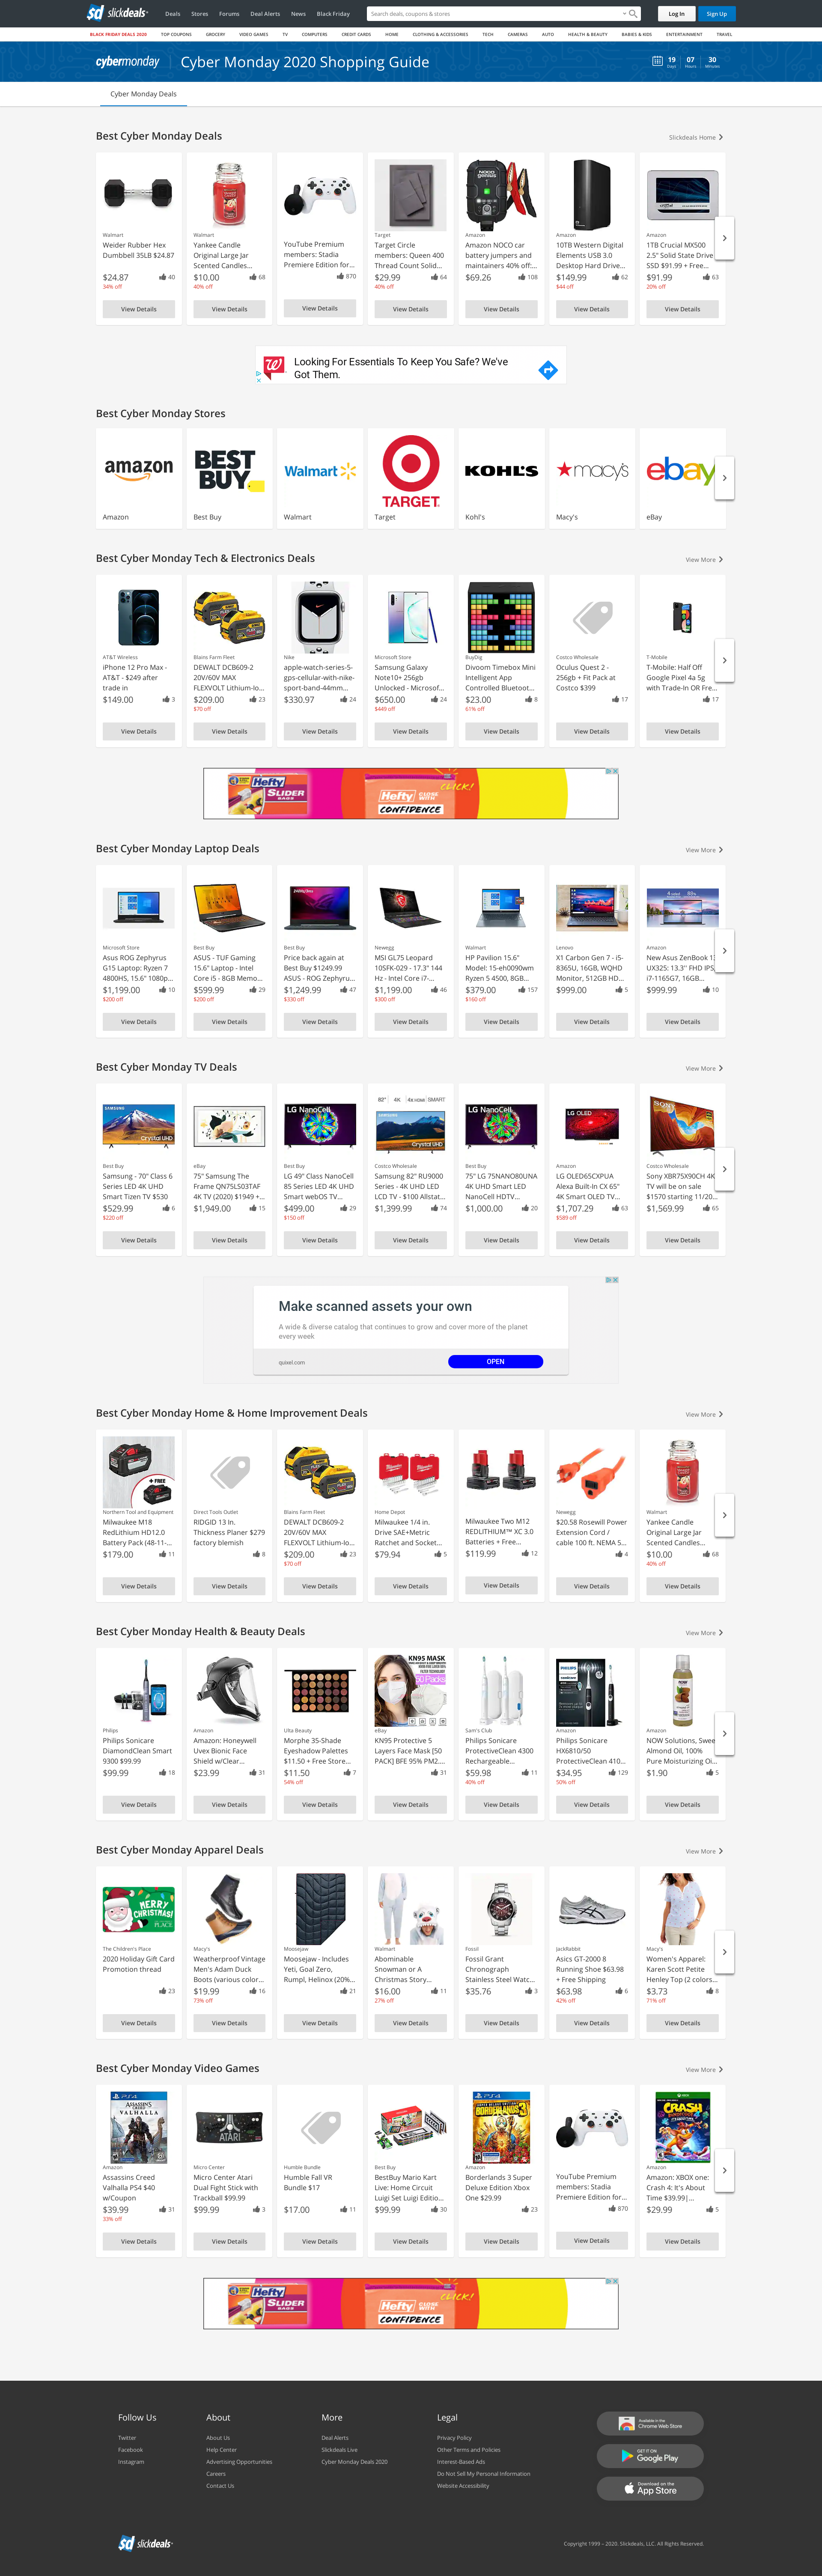 slickdeals
Deals Stores Forums Deal Alerts News Black Friday
Search deals, coupons & stores
Log In Sign Up
BLACK FRIDAY DEALS 2020 TOP COUPONS GROCERY VIDEO GAMES TV COMPUTERS CREDIT CARDS HOME CLOTHING & ACCESSORIES TECH CAMERAS AUTO HEALTH & BEAUTY BABIES & KIDS ENTERTAINMENT TRAVEL
cybermonday Cyber Monday 2020 Shopping Guide
19 07 30
Days Hours Minutes
Cyber Monday Deals
Best Cyber Monday Deals
Slickdeals Home
Walmart
Weider Rubber Hex
Dumbbell 35LB $24.87
$24.87 40
34% off
View Details
Walmart
Yankee Candle
Original Large Jar
Scented Candles...
$10.00 68
40% off
View Details
YouTube Premium
members: Stadia
Premiere Edition for...
870
View Details
Target
Target Circle
members: Queen 400
Thread Count Solid...
$29.99 64
40% off
View Details
Amazon
Amazon NOCO car
battery jumpers and
maintainers 40% off:...
$69.26 108
View Details
Amazon
10TB Western Digital
Elements USB 3.0
Desktop Hard Drive...
$149.99 62
$44 off
View Details
Amazon
1TB Crucial MX500
2.5" Solid State Drive
SSD $91.99 + Free...
$91.99 63
20% off
View Details
Looking For Essentials To Keep You Safe? We've
Got Them.
Best Cyber Monday Stores
amazon
Amazon
BEST
BUY
Best Buy
Walmart
Walmart
TARGET
Target
KOHL'S
Kohl's
macy's
Macy's
ebay
eBay
Best Cyber Monday Tech & Electronics Deals
View More
AT&T Wireless
iPhone 12 Pro Max -
AT&T - $249 after
trade in
$149.00 3
View Details
Blains Farm Fleet
DEWALT DCB609-2
20V/60V MAX
FLEXVOLT Lithium-Io...
$209.00 23
$70 off
View Details
Nike
apple-watch-series-5-
gps-cellular-with-nike-
sport-band-44mm...
$330.97 24
View Details
Microsoft Store
Samsung Galaxy
Note10+ 256gb
Unlocked - Microsof...
$650.00 24
$449 off
View Details
BuyDig
Divoom Timebox Mini
Intelligent App
Controlled Bluetoot...
$23.00 8
61% off
View Details
Costco Wholesale
Oculus Quest 2 -
256gb + Fit Pack at
Costco $399
17
View Details
T-Mobile
T-Mobile: Half Off
Google Pixel 4a 5g
with Trade-In OR Fre...
17
View Details
Hefty
SLIDER
BAGS
Hefty
CLOSE WITH
CONFIDENCE
CLICK!
Best Cyber Monday Laptop Deals
View More
Microsoft Store
Asus ROG Zephyrus
G15 Laptop: Ryzen 7
4800HS, 15.6" 1080p...
$1,199.00 10
$200 off
View Details
Best Buy
ASUS - TUF Gaming
15.6" Laptop - Intel
Core i5 - 8GB Memo...
$599.99 29
$200 off
View Details
Best Buy
Price back again at
Best Buy $1249.99
ASUS - ROG Zephyru...
$1,249.99 47
$330 off
View Details
Newegg
MSI GL75 Leopard
10SFK-029 - 17.3" 144
Hz - Intel Core i7-...
$1,199.00 46
$300 off
View Details
Walmart
HP Pavilion 15.6"
Model: 15-eh0090wm
Ryzen 5 4500, 8GB...
$379.00 157
$160 off
View Details
Lenovo
X1 Carbon Gen 7 - i5-
8365U, 16GB, WQHD
Monitor, 512GB HD...
$999.00 5
View Details
Amazon
New Asus ZenBook 13
UX325: 13.3" FHD IPS,
i7-1165G7, 16GB...
$999.99 10
View Details
Best Cyber Monday TV Deals
View More
SAMSUNG
Crystal UHD
Best Buy
Samsung - 70" Class 6
Series LED 4K UHD
Smart Tizen TV $530
$529.99 6
$220 off
View Details
eBay
75" Samsung The
Frame QN75LS03TAF
4K TV (2020) $1949 +...
$1,949.00 15
View Details
LG NanoCell
Best Buy
LG 49" Class NanoCell
85 Series LED 4K UHD
Smart webOS TV...
$499.00 29
$150 off
View Details
82" 4K 4x HDMI SMART
SAMSUNG
Crystal UHD
Costco Wholesale
Samsung 82" RU9000
Series - 4K UHD LED
LCD TV - $100 Allstat...
$1,399.99 74
View Details
LG NanoCell
Best Buy
75" LG 75NANO80UNA
4K UHD Smart LED
NanoCell HDTV...
$1,000.00 20
View Details
LG OLED
Amazon
LG OLED65CXPUA
Alexa Built-In CX 65"
4K Smart OLED TV...
$1,707.29 63
$589 off
View Details
SONY
Costco Wholesale
Sony XBR75X90CH 4K
TV will be on sale
$1570 starting 11/20...
$1,569.99 65
View Details
Make scanned assets your own
A wide & diverse catalog that continues to grow and cover more of the planet
every week
quixel.com OPEN
Best Cyber Monday Home & Home Improvement Deals
View More
+ FREE
Northern Tool and Equipment
Milwaukee M18
RedLithium HD12.0
Battery Pack (48-11-...
$179.00 11
View Details
Direct Tools Outlet
RIDGID 13 In.
Thickness Planer $279
factory blemish
8
View Details
Blains Farm Fleet
DEWALT DCB609-2
20V/60V MAX
FLEXVOLT Lithium-Io...
$209.00 23
$70 off
View Details
Home Depot
Milwaukee 1/4 in.
Drive SAE+Metric
Ratchet and Socket...
$79.94 5
View Details
Milwaukee Two M12
REDLITHIUM™ XC 3.0
Batteries + Free...
$119.99 12
View Details
Newegg
$20.58 Rosewill Power
Extension Cord /
cable 100 ft. NEMA 5...
4
View Details
Walmart
Yankee Candle
Original Large Jar
Scented Candles...
$10.00 68
40% off
View Details
Best Cyber Monday Health & Beauty Deals
View More
Philips
Philips Sonicare
DiamondClean Smart
9300 $99.99
$99.99 18
View Details
Amazon
Amazon: Honeywell
Uvex Bionic Face
Shield w/Clear...
$23.99 31
View Details
Ulta Beauty
Morphe 35-Shade
Eyeshadow Palettes
$11.50 + Free Store...
$11.50 7
54% off
View Details
KN95 MASK
50 Packs
eBay
KN95 Protective 5
Layers Face Mask [50
PACK] BFE 95% PM2....
31
View Details
Sam's Club
Philips Sonicare
ProtectiveClean 4300
Rechargeable...
$59.98 11
40% off
View Details
PHILIPS
Amazon
Philips Sonicare
HX6810/50
ProtectiveClean 410...
$34.95 129
50% off
View Details
Amazon
NOW Solutions, Sweet
Almond Oil, 100%
Pure Moisturizing Oi...
$1.90 5
View Details
Best Cyber Monday Apparel Deals
View More
MERRY
CHRISTMAS!
PLACE
The Children's Place
2020 Holiday Gift Card
Promotion thread
23
View Details
Macy's
Weatherproof Vintage
Men's Adam Duck
Boots (various color...
$19.99 16
73% off
View Details
Moosejaw
Moosejaw - Includes
Yeti, Goal Zero,
Rumpl, Helinox (20%...
21
View Details
Walmart
Abominable
Snowman or A
Christmas Story...
$16.00 11
27% off
View Details
Fossil
Fossil Grant
Chronograph
Stainless Steel Watc...
$35.76 3
View Details
JackRabbit
Asics GT-2000 8
Running Shoe $63.98
+ Free Shipping
$63.98 6
42% off
View Details
Macy's
Women's Apparel:
Karen Scott Petite
Henley Top (2 colors...
$3.73 8
71% off
View Details
Best Cyber Monday Video Games
View More
PS4
ASSASSIN'S
CREED
VALHALLA
Amazon
Assassins Creed
Valhalla PS4 $40
w/Coupon
$39.99 31
33% off
View Details
ATARI
Micro Center
Micro Center Atari
Dual Fight Stick with
Trackball $99.99
$99.99 3
View Details
Humble Bundle
Humble Fall VR
Bundle $17
$17.00 11
View Details
Best Buy
BestBuy Mario Kart
Live: Home Circuit
Luigi Set Luigi Editio...
$99.99 30
View Details
PS4
BORDERLANDS 3
Amazon
Borderlands 3 Super
Deluxe Edition Xbox
One $29.99
23
View Details
YouTube Premium
members: Stadia
Premiere Edition for...
870
View Details
CRASH
Amazon
Amazon: XBOX one:
Crash 4: It's About
Time $39.99|...
$29.99 5
View Details
Hefty
SLIDER
BAGS
Hefty
CLOSE WITH
CONFIDENCE
CLICK!
Follow Us
Twitter
Facebook
Instagram
About
About Us
Help Center
Advertising Opportunities
Careers
Contact Us
More
Deal Alerts
Slickdeals Live
Cyber Monday Deals 2020
Legal
Privacy Policy
Other Terms and Policies
Interest-Based Ads
Do Not Sell My Personal Information
Website Accessibility
Available in the
Chrome Web Store
GET IT ON
Google Play
Download on the
App Store
slickdeals
Copyright 1999 – 2020. Slickdeals, LLC. All Rights Reserved.